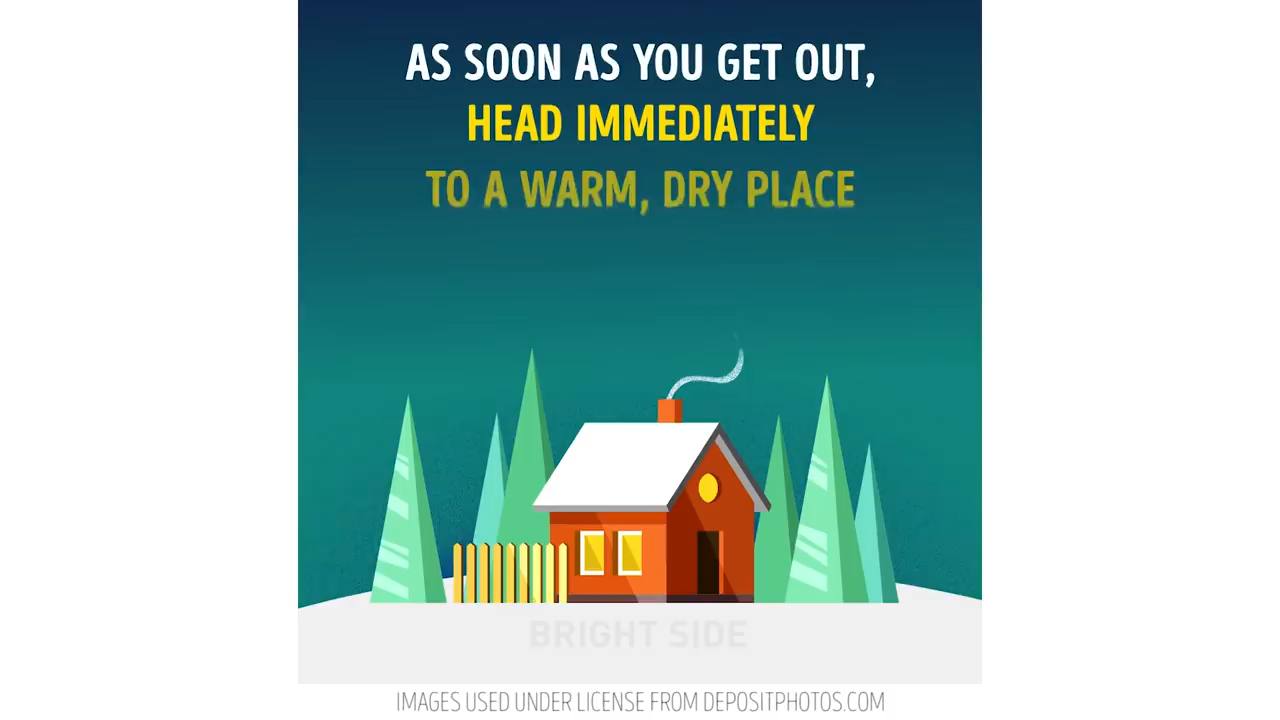 AS SOON AS YOU GET OUT,
HEAD IMMEDIATELY
TO A WARM, DRY PLACE
BRIGHT SIDE
IMAGES USED UNDER LICENSE FROM DEPOSITPHOTOS.COM